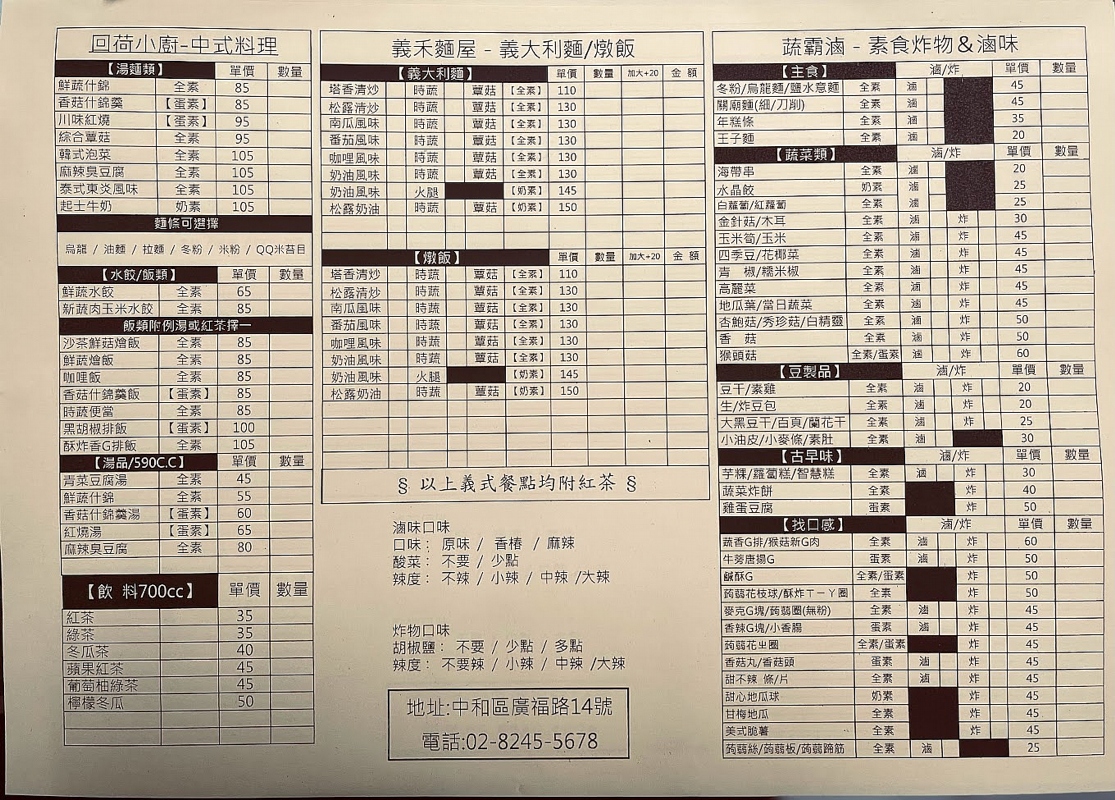 回荷小廚-中式料理
【湯麵類】 單價 數量
鮮蔬什錦 全素 85
香菇什錦羹 【蛋素】 85
川味紅燒 【蛋素】 95
綜合蕈菇 全素 95
韓式泡菜 全素 105
麻辣臭豆腐 全素 105
泰式東炎風味 全素 105
起士牛奶 奶素 105
麵條可選擇
烏龍 / 油麵 / 拉麵 / 冬粉 / 米粉 / QQ米苔目
【水餃/飯類】 單價 數量
鮮蔬水餃 全素 65
新蔬肉玉米水餃 全素 85
飯類附例湯或紅茶擇一
沙茶鮮菇燴飯 全素 85
鮮蔬燴飯 全素 85
咖哩飯 全素 85
香菇什錦羹飯 【蛋素】 85
時蔬便當 全素 85
黑胡椒排飯 【蛋素】 100
酥炸香G排飯 全素 105
【湯品/590C.C】 單價 數量
青菜豆腐湯 全素 45
鮮蔬什錦 全素 55
香菇什錦羹湯 【蛋素】 60
紅燒湯 【蛋素】 65
麻辣臭豆腐 全素 80
【飲 料700cc】 單價 數量
紅茶 35
綠茶 35
冬瓜茶 40
蘋果紅茶 45
葡萄柚綠茶 45
檸檬冬瓜 50
義禾麵屋 - 義大利麵/燉飯
【義大利麵】 單價 數量 加大+20 金 額
塔香清炒 時蔬 蕈菇 【全素】 110
松露清炒 時蔬 蕈菇 【全素】 130
南瓜風味 時蔬 蕈菇 【全素】 130
番茄風味 時蔬 蕈菇 【全素】 130
咖哩風味 時蔬 蕈菇 【全素】 130
奶油風味 時蔬 蕈菇 【全素】 130
奶油風味 火腿 【奶素】 145
松露奶油 時蔬 蕈菇 【奶素】 150
【燉飯】 單價 數量 加大+20 金 額
塔香清炒 時蔬 蕈菇 【全素】 110
松露清炒 時蔬 蕈菇 【全素】 130
南瓜風味 時蔬 蕈菇 【全素】 130
番茄風味 時蔬 蕈菇 【全素】 130
咖哩風味 時蔬 蕈菇 【全素】 130
奶油風味 時蔬 蕈菇 【全素】 130
奶油風味 火腿 【奶素】 145
松露奶油 時蔬 蕈菇 【全素】 150
§ 以上義式餐點均附紅茶 §
滷味口味
口味： 原味 / 香椿 / 麻辣
酸菜： 不要 / 少點
辣度： 不辣 / 小辣 / 中辣 /大辣
炸物口味
胡椒鹽： 不要 / 少點 / 多點
辣度： 不要辣 / 小辣 / 中辣 /大辣
地址:中和區廣福路14號
電話:02-8245-5678
蔬霸滷 - 素食炸物＆滷味
【主食】 滷/炸 單價 數量
冬粉/烏龍麵/鹽水意麵 全素 滷 45
關廟麵(細/刀削) 全素 滷 45
年糕條 全素 滷 35
王子麵 全素 滷 20
【蔬菜類】 滷/炸 單價 數量
海帶串 全素 滷 20
水晶餃 奶素 滷 25
白蘿蔔/紅蘿蔔 全素 滷 25
金針菇/木耳 全素 滷 炸 30
玉米筍/玉米 全素 滷 炸 45
四季豆/花椰菜 全素 滷 炸 45
青 椒/糯米椒 全素 滷 炸 45
高麗菜 全素 滷 炸 45
地瓜葉/當日蔬菜 全素 滷 炸 45
杏鮑菇/秀珍菇/白精靈 全素 滷 炸 50
香 菇 全素 滷 炸 50
猴頭菇 全素/蛋素 滷 炸 60
【豆製品】 滷/炸 單價 數量
豆干/素雞 全素 滷 炸 20
生/炸豆包 全素 滷 炸 25
大黑豆干/百頁/蘭花干 全素 滷 炸 25
小油皮/小麥條/素肚 全素 滷 30
【古早味】 滷/炸 單價 數量
芋粿/蘿蔔糕/智慧糕 全素 滷 炸 30
蔬菜炸餅 全素 炸 40
雞蛋豆腐 蛋素 炸 50
【找口感】 滷/炸 單價 數量
蔬香G排/猴菇新G肉 全素 滷 炸 60
牛蒡唐揚G 蛋素 滷 炸 50
鹹酥G 全素/蛋素 炸 50
蒟蒻花枝球/酥炸ㄒㄧㄚ圈 全素 炸 50
麥克G塊/蒟蒻圈(無粉) 全素 滷 炸 45
香辣G塊/小香腸 蛋素 滷 炸 45
蒟蒻花ㄓ圈 全素/蛋素 炸 45
香菇丸/香菇頭 蛋素 滷 炸 45
甜不辣 條/片 全素 滷 炸 45
甜心地瓜球 奶素 炸 45
甘梅地瓜 全素 炸 45
美式脆薯 全素 炸 45
蒟蒻絲/蒟蒻板/蒟蒻蹄筋 全素 滷 25